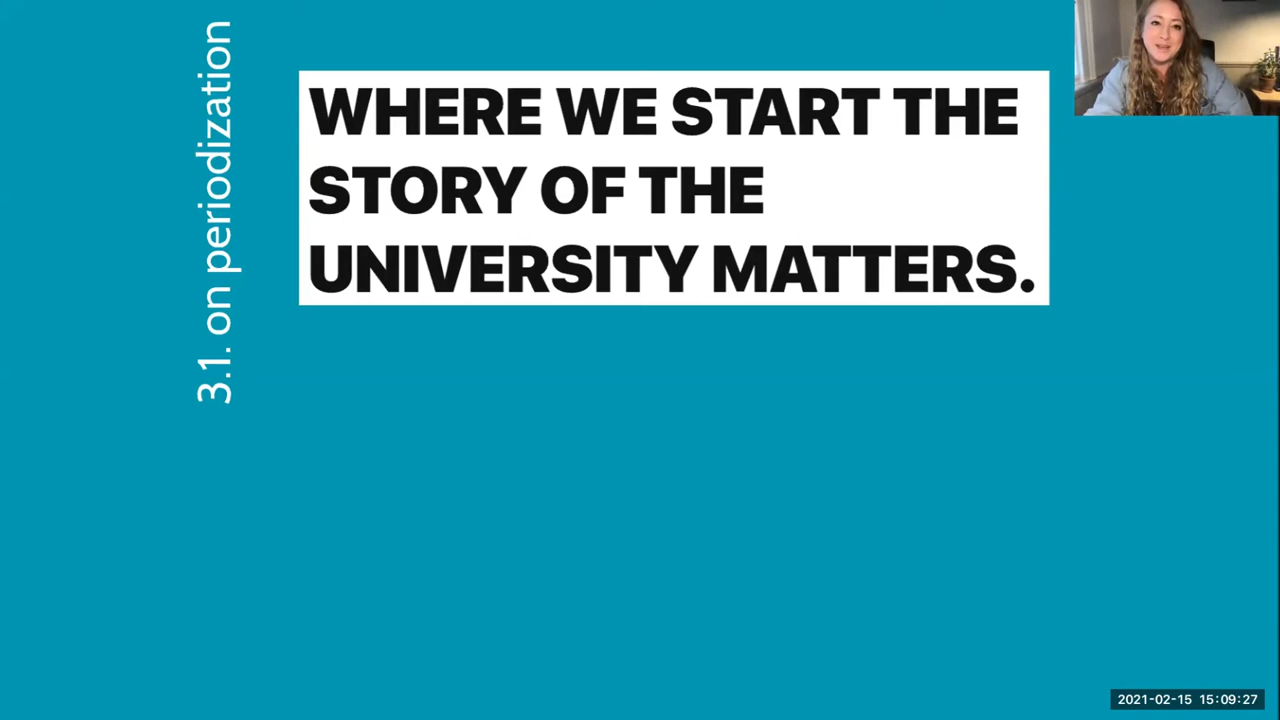 3.1. on periodization
WHERE WE START THE
STORY OF THE
UNIVERSITY MATTERS.
2021-02-15 15:09:27